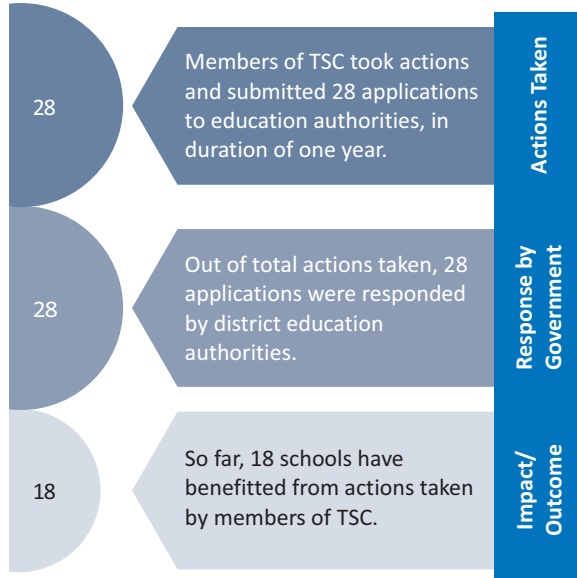 28
Members of TSC took actions
and submitted 28 applications
to education authorities, in
duration of one year.
Actions Taken
28
Out of total actions taken, 28
applications were responded
by district education
authorities.
Response by
Government
18
So far, 18 schools have
benefitted from actions taken
by members of TSC.
Impact/
Outcome